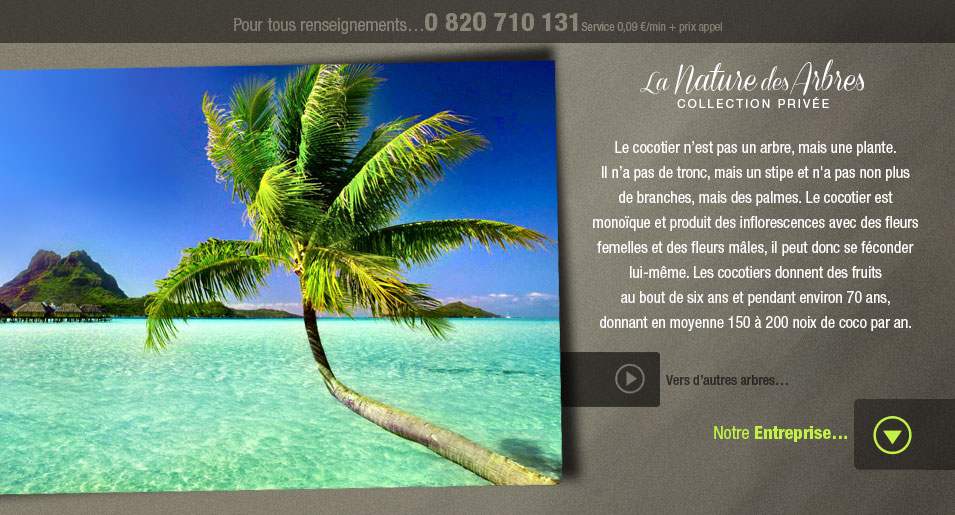 Pour tous renseignements…0 820 710 131 Service 0,09 €/min + prix appel
La Nature des Arbres
COLLECTION PRIVÉE
Le cocotier n’est pas un arbre, mais une plante.
Il n'a pas de tronc, mais un stipe et n'a pas non plus
de branches, mais des palmes. Le cocotier est
monoïque et produit des inflorescences avec des fleurs
femelles et des fleurs mâles, il peut donc se féconder
lui-même. Les cocotiers donnent des fruits
au bout de six ans et pendant environ 70 ans,
donnant en moyenne 150 à 200 noix de coco par an.
Vers d’autres arbres…
Notre Entreprise…